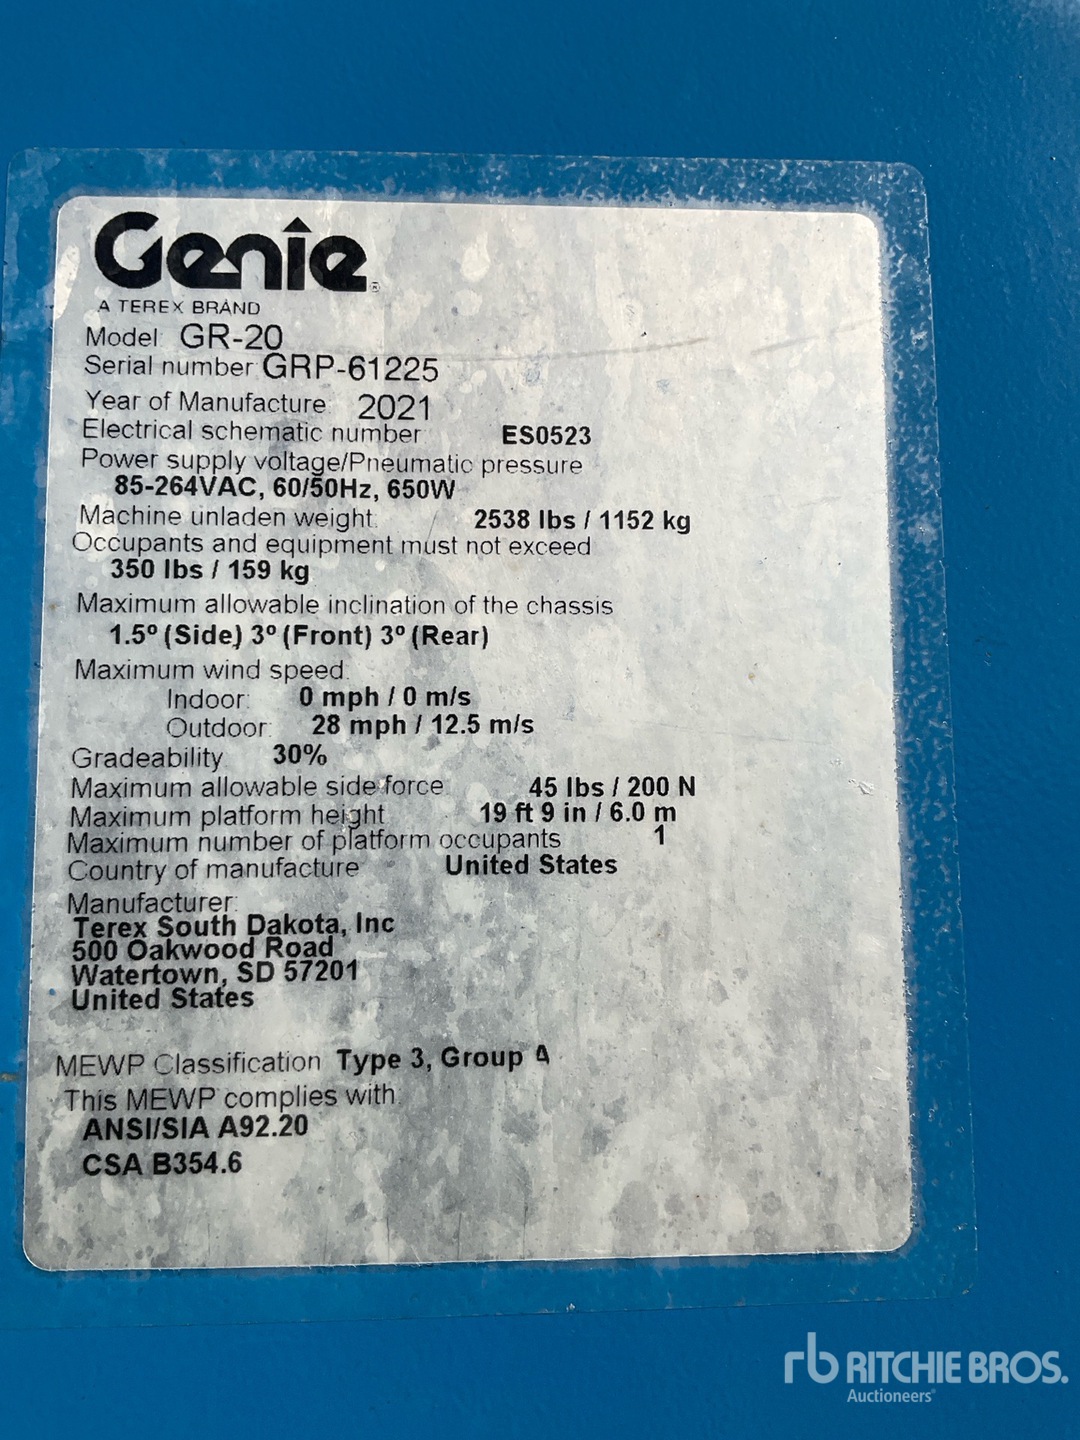 Genie®
A TEREX BRAND
Model: GR-20
Serial number: GRP-61225
Year of Manufacture: 2021
Electrical schematic number: ES0523
Power supply voltage/Pneumatic pressure
85-264VAC, 60/50Hz, 650W
Machine unladen weight: 2538 lbs / 1152 kg
Occupants and equipment must not exceed
350 lbs / 159 kg
Maximum allowable inclination of the chassis
1.5º (Side) 3º (Front) 3º (Rear)
Maximum wind speed:
Indoor: 0 mph / 0 m/s
Outdoor: 28 mph / 12.5 m/s
Gradeability: 30%
Maximum allowable side force: 45 lbs / 200 N
Maximum platform height 19 ft 9 in / 6.0 m
Maximum number of platform occupants 1
Country of manufacture United States
Manufacturer:
Terex South Dakota, Inc
500 Oakwood Road
Watertown, SD 57201
United States
MEWP Classification Type 3, Group A
This MEWP complies with:
ANSI/SIA A92.20
CSA B354.6
rb RITCHIE BROS.
Auctioneers®